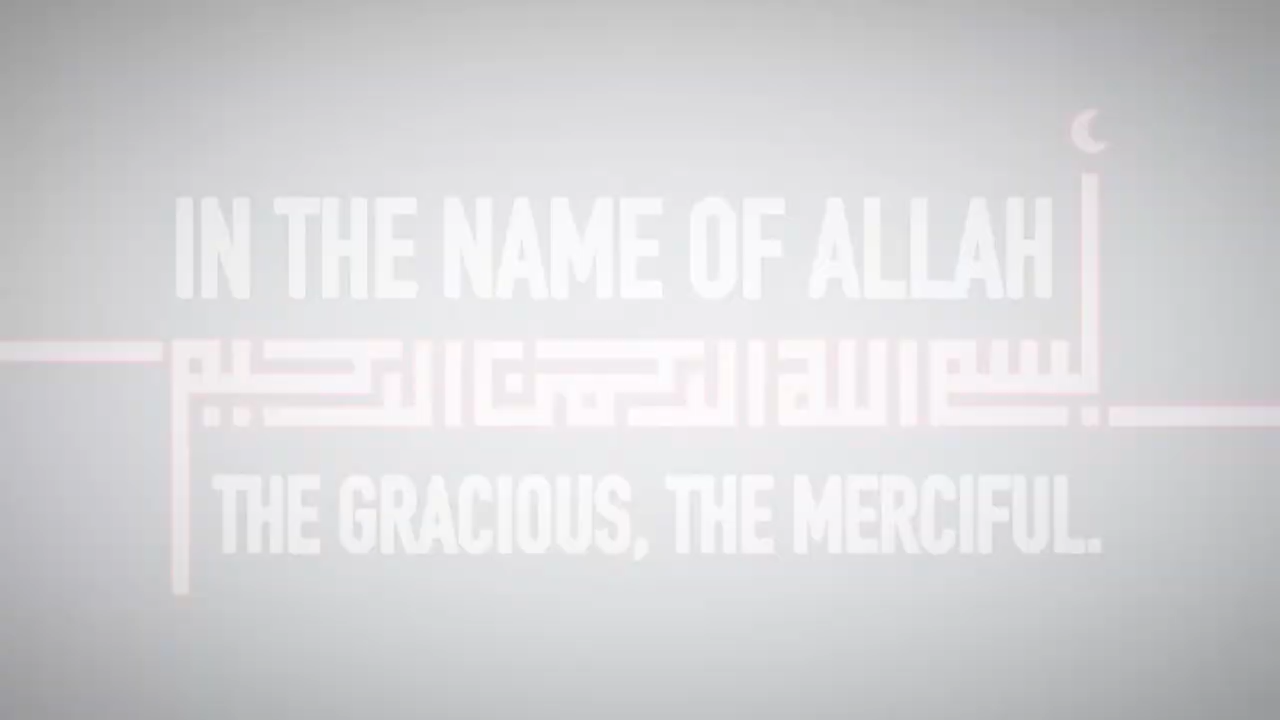 IN THE NAME OF ALLAH
بسم الله الرحمن الرحيم
THE GRACIOUS, THE MERCIFUL.